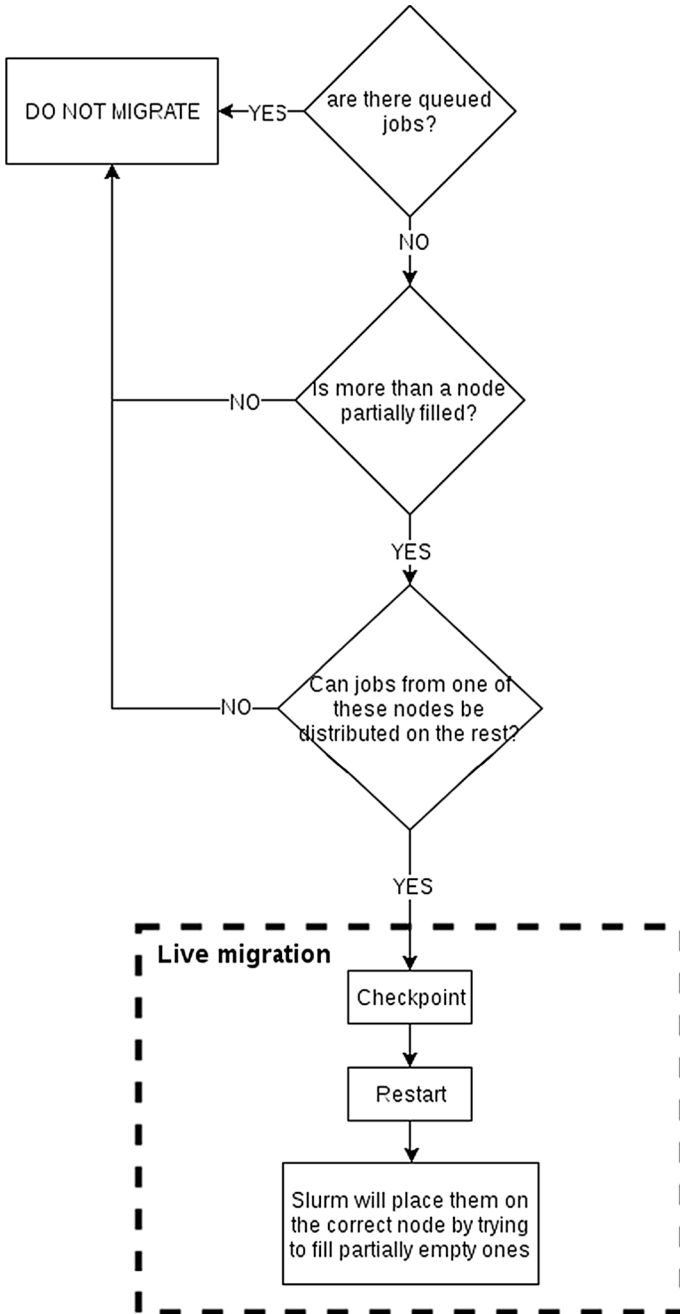 are there queued
jobs?
YES
DO NOT MIGRATE
NO
Is more than a node
partially filled?
NO
YES
Can jobs from one of
these nodes be
distributed on the rest?
NO
YES
Live migration
Checkpoint
Restart
Slurm will place them on
the correct node by trying
to fill partially empty ones